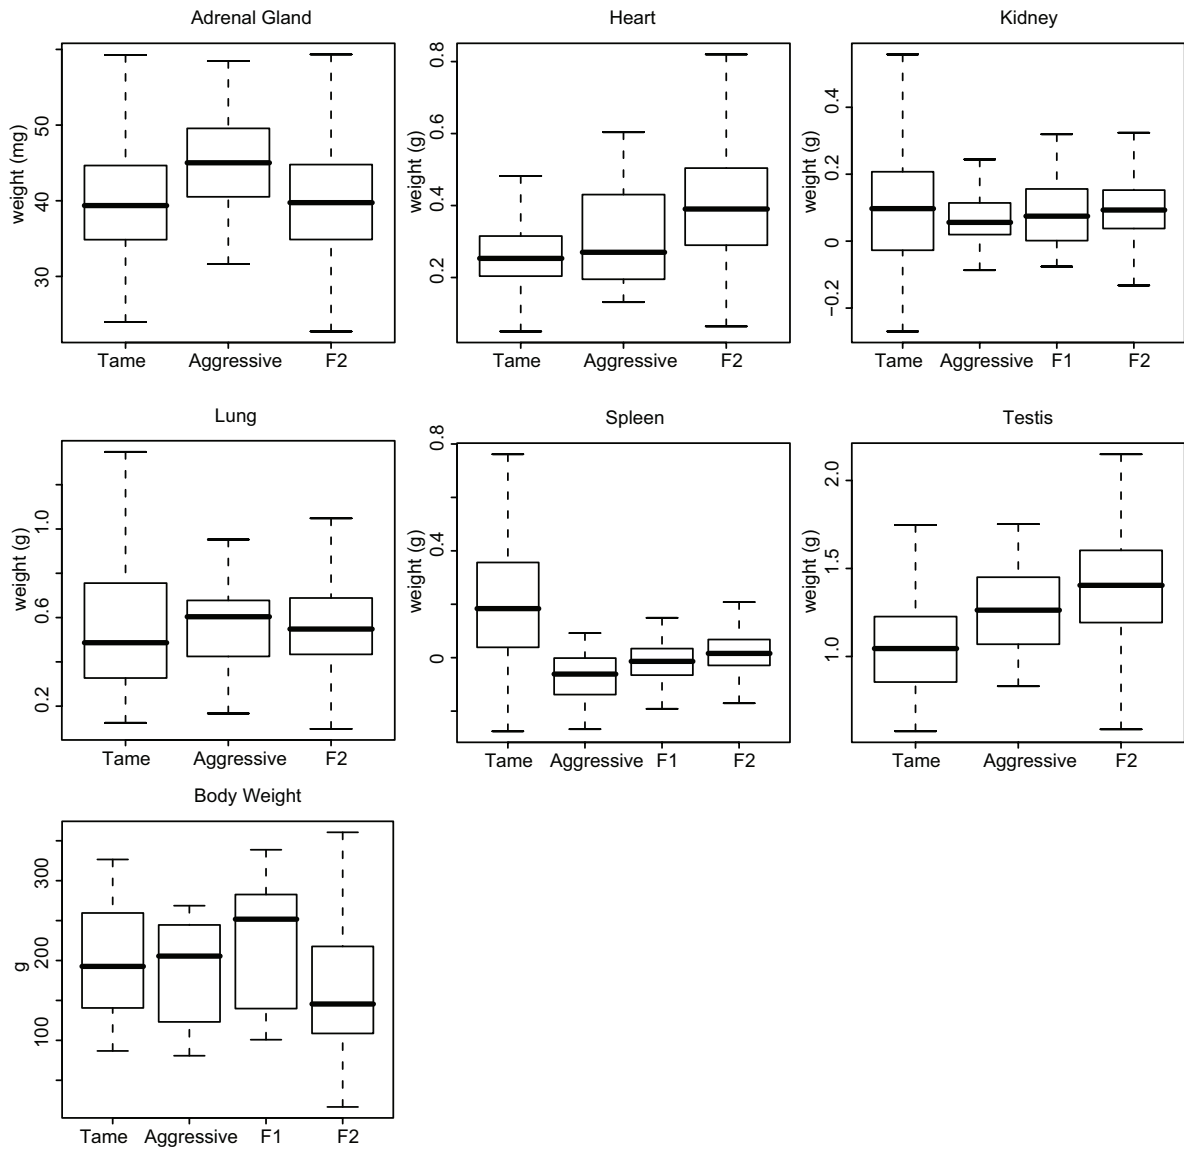 Adrenal Gland
weight (mg)
50
40
30
Tame Aggressive F2
Heart
weight (g)
0.8
0.6
0.4
0.2
Tame Aggressive F2
Kidney
weight (g)
0.4
0.2
0
−0.2
Tame Aggressive F1 F2
Lung
weight (g)
1.0
0.6
0.2
Tame Aggressive F2
Spleen
weight (g)
0.8
0.4
0
Tame Aggressive F1 F2
Testis
weight (g)
2.0
1.5
1.0
Tame Aggressive F2
Body Weight
g
300
200
100
Tame Aggressive F1 F2